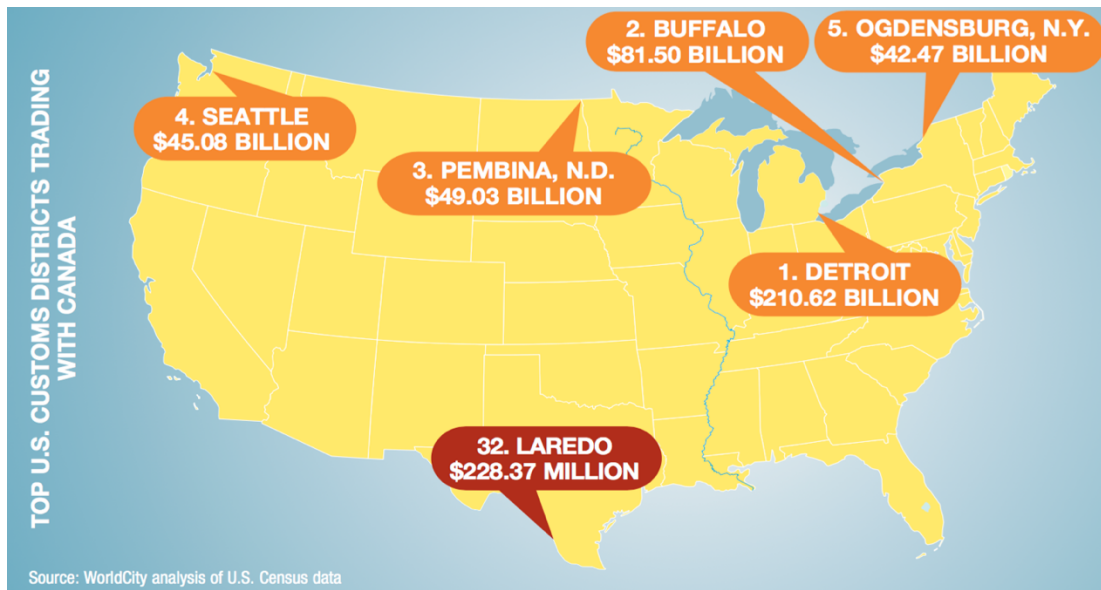 TOP U.S. CUSTOMS DISTRICTS TRADING
WITH CANADA
2. BUFFALO
$81.50 BILLION
5. OGDENSBURG, N.Y.
$42.47 BILLION
4. SEATTLE
$45.08 BILLION
3. PEMBINA, N.D.
$49.03 BILLION
1. DETROIT
$210.62 BILLION
32. LAREDO
$228.37 MILLION
Source: WorldCity analysis of U.S. Census data